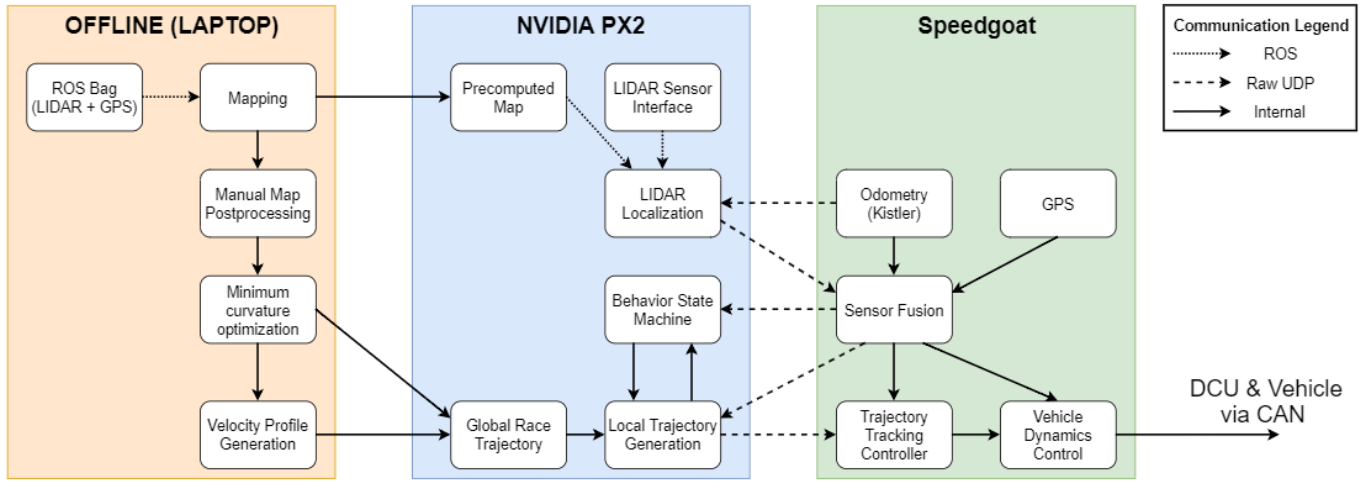 OFFLINE (LAPTOP)
NVIDIA PX2
Speedgoat
Communication Legend
ROS
Raw UDP
Internal
ROS Bag
(LIDAR + GPS)
Mapping
Precomputed
Map
LIDAR Sensor
Interface
Manual Map
Postprocessing
LIDAR
Localization
Odometry
(Kistler)
GPS
Minimum
curvature
optimization
Behavior State
Machine
Sensor Fusion
Velocity Profile
Generation
Global Race
Trajectory
Local Trajectory
Generation
Trajectory
Tracking
Controller
Vehicle
Dynamics
Control
DCU & Vehicle
via CAN